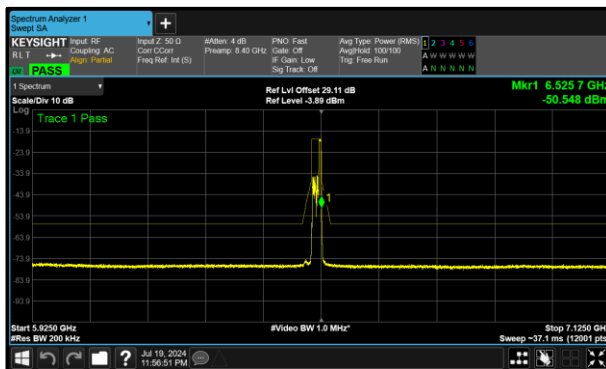 Spectrum Analyzer 1
Swept SA
+
KEYSIGHT
Input: RF
Coupling: AC
Align: Partial
Input Z: 50 Ω
Corr CCorr
Freq Ref: Int (S)
#Atten: 4 dB
Preamp: 8.40 GHz
PNO: Fast
Gate: Off
IF Gain: Low
Sig Track: Off
Avg Type: Power (RMS)
Avg|Hold: 100/100
Trig: Free Run
1 2 3 4 5 6
A W W W W W
A N N N N N
R L T
LV PASS
1 Spectrum
Scale/Div 10 dB
Ref Lvl Offset 29.11 dB
Ref Level -3.89 dBm
Mkr1 6.525 7 GHz
-50.548 dBm
Log
Trace 1 Pass
-13.9
-23.9
-33.9
-43.9
-53.9
-63.9
-73.9
-83.9
-93.9
1
Start 5.9250 GHz
#Res BW 200 kHz
#Video BW 1.0 MHz*
Stop 7.1250 GHz
Sweep ~37.1 ms (12001 pts)
?
Jul 19, 2024
11:56:51 PM